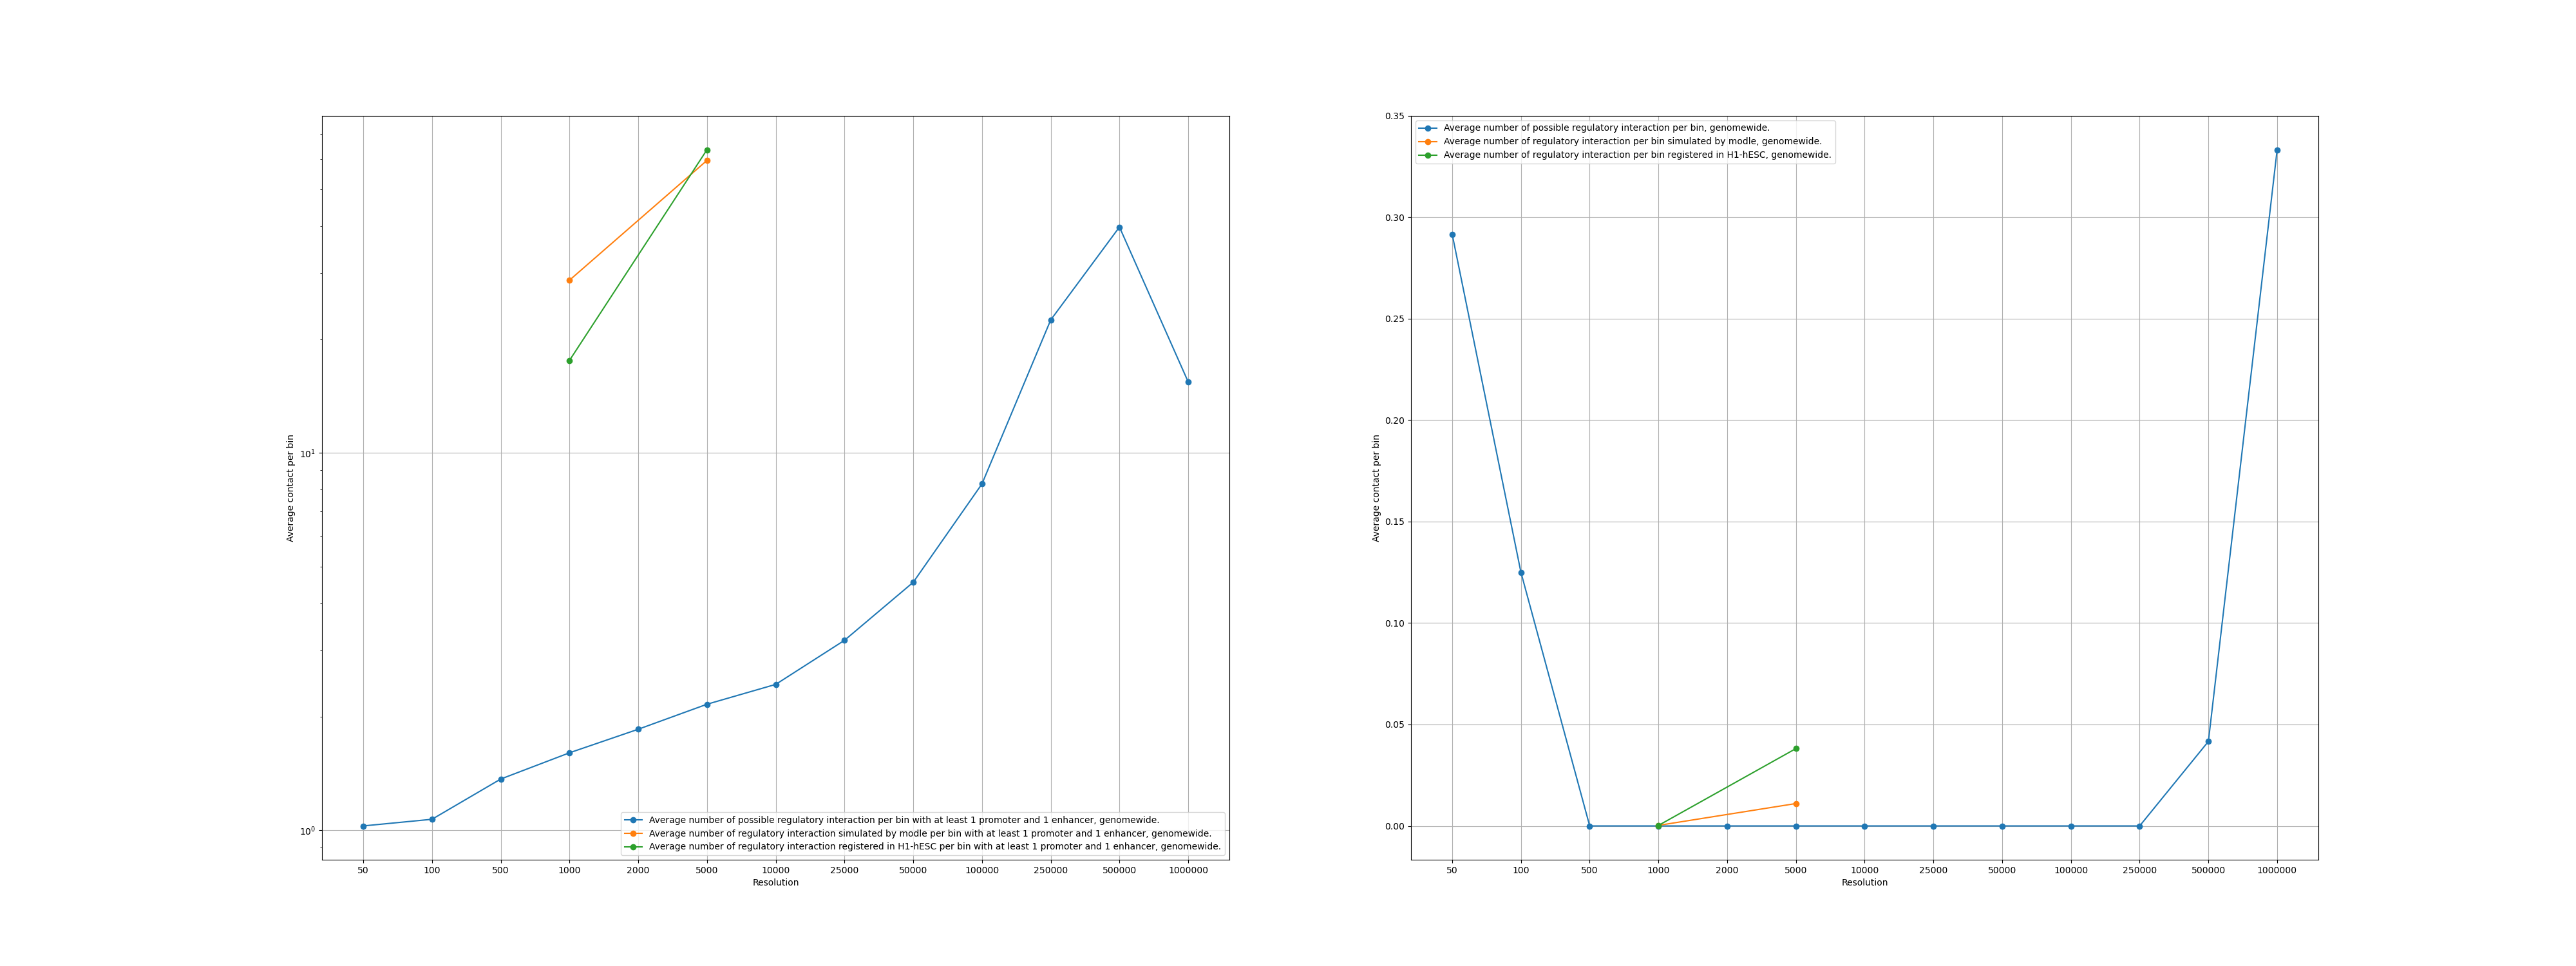 Average contact per bin
10¹
10⁰
Average number of possible regulatory interaction per bin with at least 1 promoter and 1 enhancer, genomewide.
Average number of regulatory interaction simulated by modle per bin with at least 1 promoter and 1 enhancer, genomewide.
Average number of regulatory interaction registered in H1-hESC per bin with at least 1 promoter and 1 enhancer, genomewide.
50 100 500 1000 2000 5000 10000 25000 50000 100000 250000 500000 1000000
Resolution
Average contact per bin
0.35
0.30
0.25
0.20
0.15
0.10
0.05
0.00
Average number of possible regulatory interaction per bin, genomewide.
Average number of regulatory interaction per bin simulated by modle, genomewide.
Average number of regulatory interaction per bin registered in H1-hESC, genomewide.
50 100 500 1000 2000 5000 10000 25000 50000 100000 250000 500000 1000000
Resolution